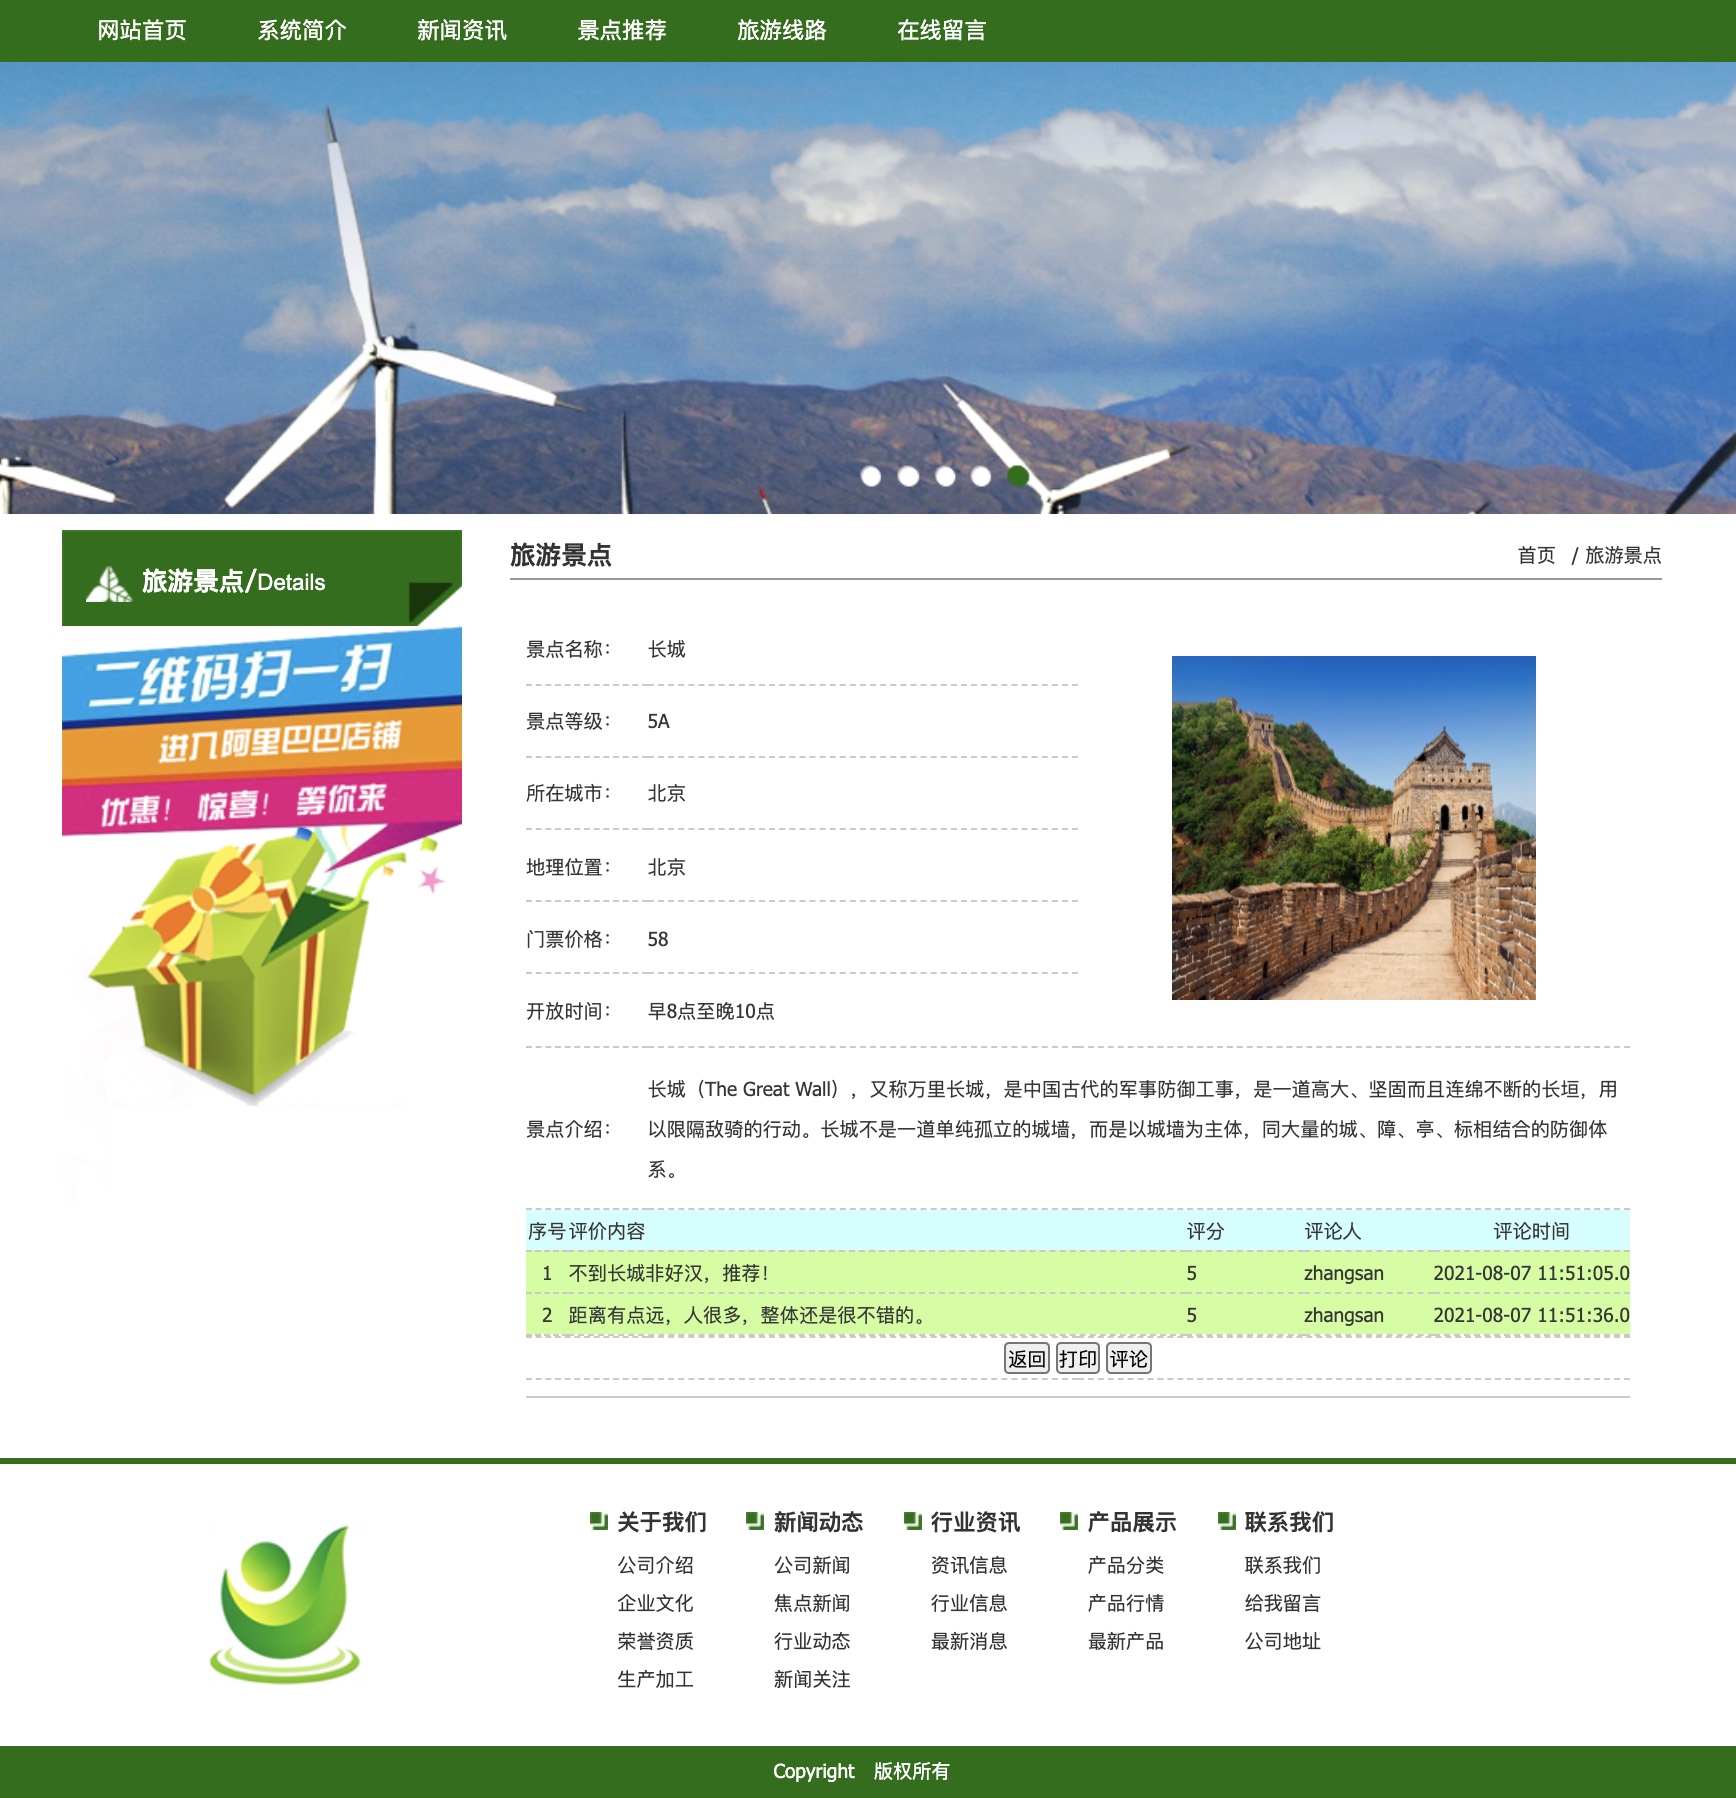 网站首页 系统简介 新闻资讯 景点推荐 旅游线路 在线留言
旅游景点/Details
二维码扫一扫
进入阿里巴巴店铺
优惠！ 惊喜！ 等你来
旅游景点
首页 / 旅游景点
景点名称： 长城
景点等级： 5A
所在城市： 北京
地理位置： 北京
门票价格： 58
开放时间： 早8点至晚10点
景点介绍：
长城（The Great Wall），又称万里长城，是中国古代的军事防御工事，是一道高大、坚固而且连绵不断的长垣，用
以限隔敌骑的行动。长城不是一道单纯孤立的城墙，而是以城墙为主体，同大量的城、障、亭、标相结合的防御体
系。
序号 评价内容 评分 评论人 评论时间
1 不到长城非好汉，推荐！ 5 zhangsan 2021-08-07 11:51:05.0
2 距离有点远，人很多，整体还是很不错的。 5 zhangsan 2021-08-07 11:51:36.0
返回 打印 评论
关于我们 新闻动态 行业资讯 产品展示 联系我们
公司介绍 公司新闻 资讯信息 产品分类 联系我们
企业文化 焦点新闻 行业信息 产品行情 给我留言
荣誉资质 行业动态 最新消息 最新产品 公司地址
生产加工 新闻关注
Copyright 版权所有